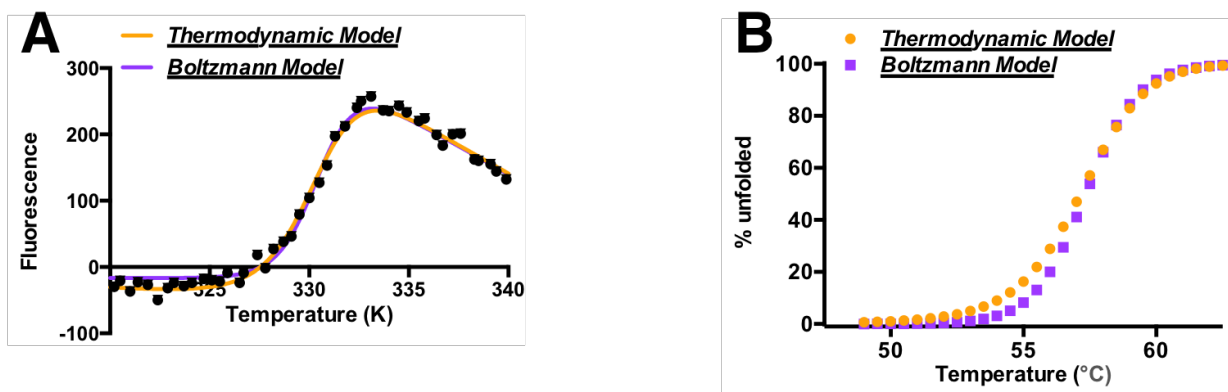 A
Thermodynamic Model
Boltzmann Model
300
200
100
0
-100
Fluorescence
325
330
335
340
Temperature (K)
B
Thermodynamic Model
Boltzmann Model
100
80
60
40
20
0
% unfolded
50
55
60
Temperature (°C)